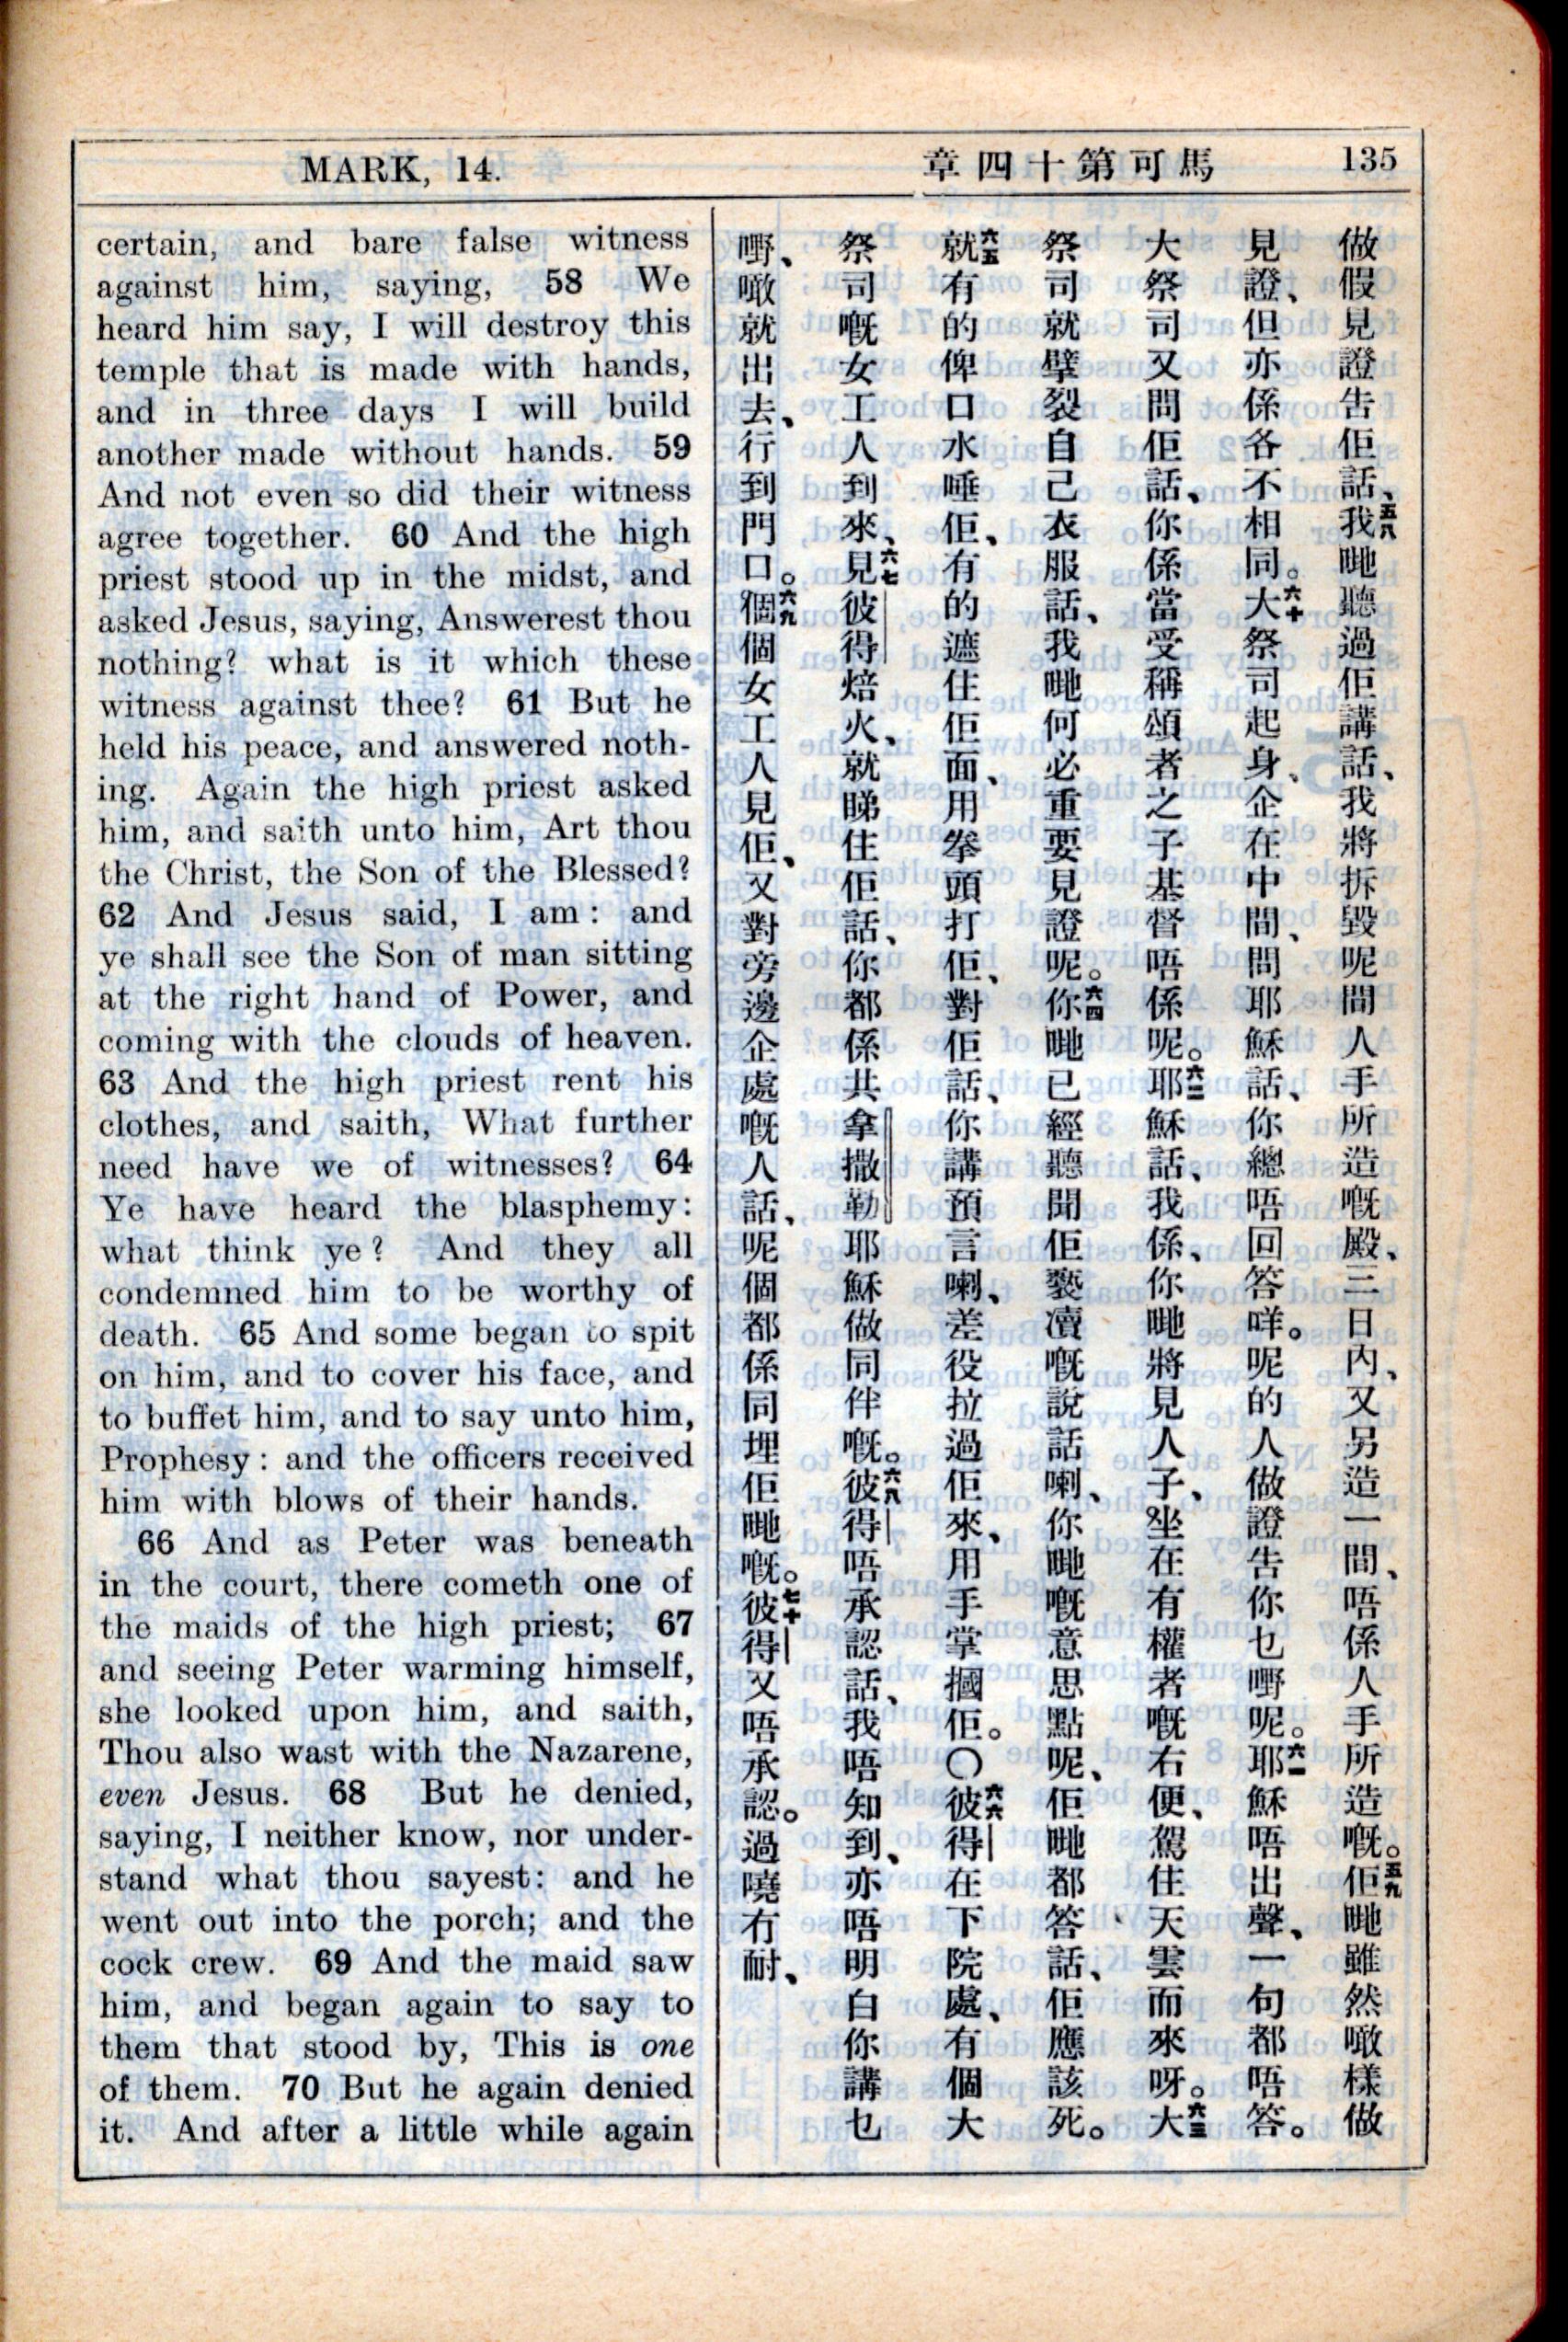 MARK, 14.
馬可第十四章
135
certain, and bare false witness
against him, saying, 58 We
heard him say, I will destroy this
temple that is made with hands,
and in three days I will build
another made without hands. 59
And not even so did their witness
agree together. 60 And the high
priest stood up in the midst, and
asked Jesus, saying, Answerest thou
nothing? what is it which these
witness against thee? 61 But he
held his peace, and answered noth-
ing. Again the high priest asked
him, and saith unto him, Art thou
the Christ, the Son of the Blessed?
62 And Jesus said, I am: and
ye shall see the Son of man sitting
at the right hand of Power, and
coming with the clouds of heaven.
63 And the high priest rent his
clothes, and saith, What further
need have we of witnesses? 64
Ye have heard the blasphemy:
what think ye? And they all
condemned him to be worthy of
death. 65 And some began to spit
on him, and to cover his face, and
to buffet him, and to say unto him,
Prophesy: and the officers received
him with blows of their hands.
66 And as Peter was beneath
in the court, there cometh one of
the maids of the high priest; 67
and seeing Peter warming himself,
she looked upon him, and saith,
Thou also wast with the Nazarene,
even Jesus. 68 But he denied,
saying, I neither know, nor under-
stand what thou sayest: and he
went out into the porch; and the
cock crew. 69 And the maid saw
him, and began again to say to
them that stood by, This is one
of them. 70 But he again denied
it. And after a little while again
做假見證告佢話、五八我哋聽過佢講話、我將拆毀呢間人手所造嘅殿、三日內、又另造一間、唔係人手所造嘅。五九佢哋雖然噉樣做
見證、但亦係各不相同。六十大祭司起身、企在中間、問耶穌話、你總唔回答咩。呢的人做證告你乜嘢呢。六一耶穌唔出聲、一句都唔答。
大祭司又問佢話、你係當受稱頌者之子基督唔係呢。六二耶穌話、我係、你哋將見人子、坐在有權者嘅右便、駕住天雲而來呀。六三大
祭司就擘裂自己衣服話、我哋何必重要見證呢。六四你哋已經聽聞佢褻瀆嘅說話喇、你哋嘅意思點呢、佢哋都答話、佢應該死。
六五就有的俾口水唾佢、有的遮住佢面、用拳頭打佢、對佢話、你講預言喇、差役拉過佢來、用手掌摑佢。〇六六彼得在下院處、有個大
祭司嘅女工人到來、六七見彼得焙火、就睇住佢話、你都係共拿撒勒耶穌做同伴嘅。六八彼得唔承認話、我唔知到、亦唔明白你講乜
嘢、噉就出去、行到門口。六九個個女工人見佢、又對旁邊企處嘅人話、呢個都係同埋佢哋嘅。七十彼得又唔承認。過嘵冇耐、